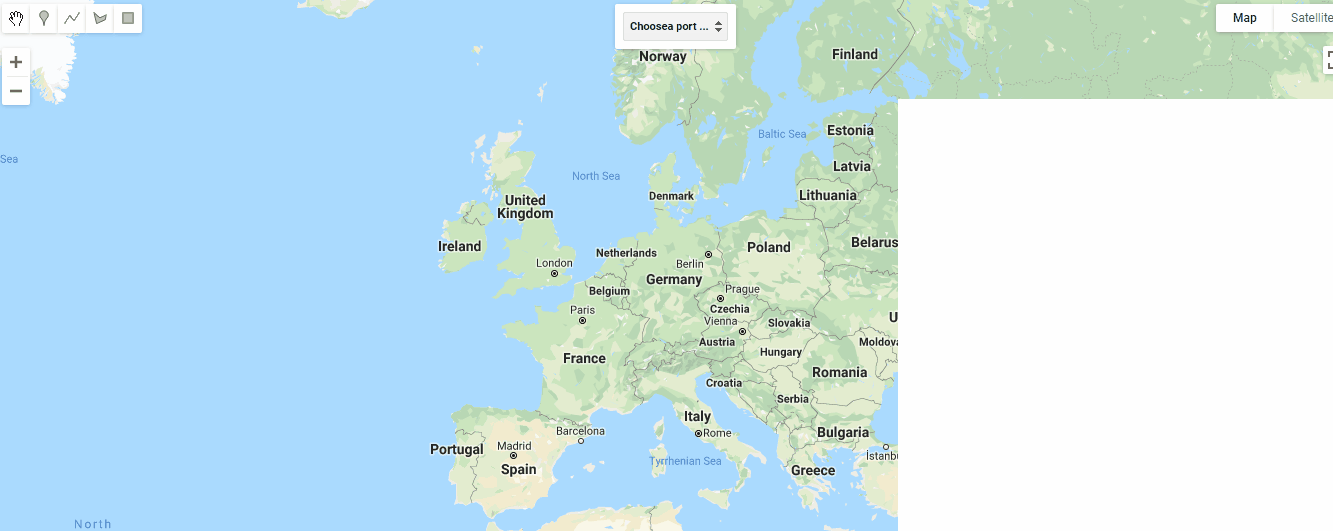 Choosea port ...
Map
Satellite
Norway
Finland
Estonia
Baltic Sea
Sea
Latvia
North Sea
Denmark
Lithuania
United
Kingdom
Ireland
Belarus
Poland
Netherlands
Berlin
London
Germany
Belgium
Prague
Paris
Czechia
U
Vienna
Slovakia
Austria
Moldov
Hungary
France
Romania
Croatia
Serbia
Italy
Barcelona
Rome
Bulgaria
Portugal
Madrid
İstanb
Tyrrhenian Sea
Spain
Greece
North